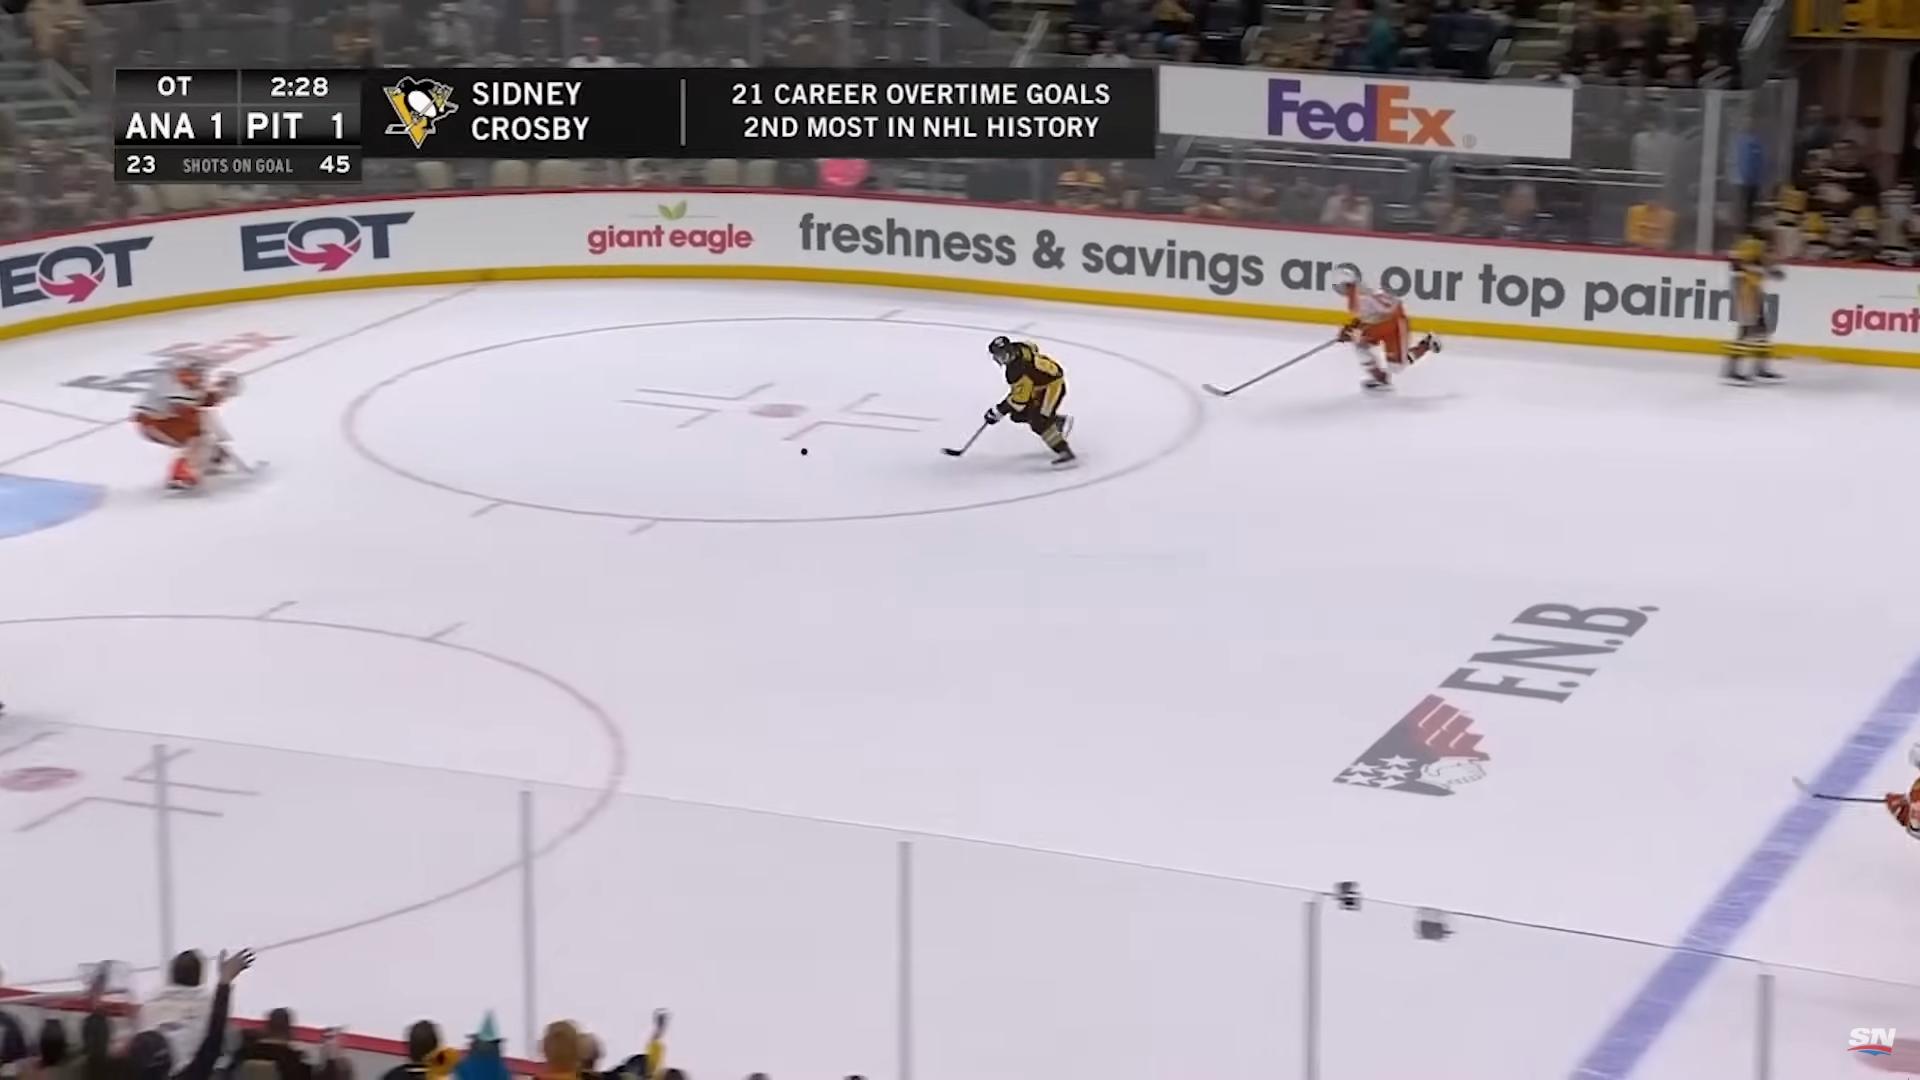 OT 2:28
ANA 1 PIT 1
23 SHOTS ON GOAL 45
SIDNEY
CROSBY
21 CAREER OVERTIME GOALS
2ND MOST IN NHL HISTORY
FedEx
EQT EQT giant eagle freshness & savings are our top pairing giant
FedEx
F.N.B.
SN